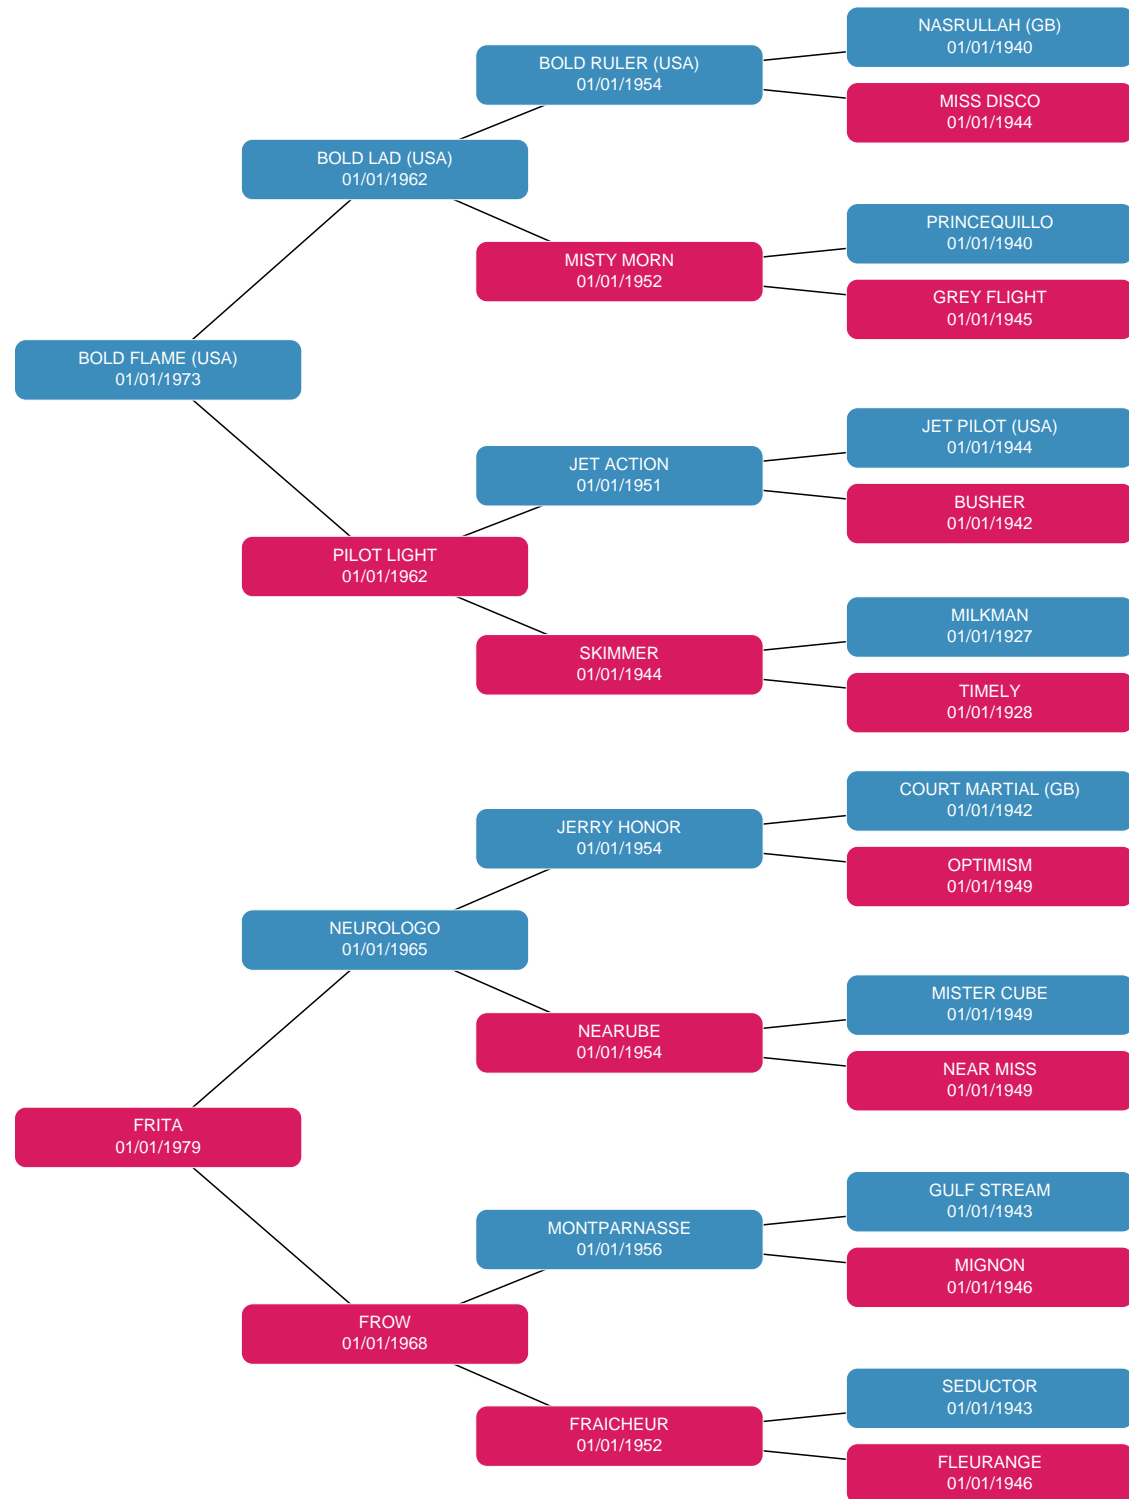 NASRULLAH (GB)
01/01/1940
BOLD RULER (USA)
01/01/1954
MISS DISCO
01/01/1944
BOLD LAD (USA)
01/01/1962
PRINCEQUILLO
01/01/1940
MISTY MORN
01/01/1952
GREY FLIGHT
01/01/1945
BOLD FLAME (USA)
01/01/1973
JET PILOT (USA)
01/01/1944
JET ACTION
01/01/1951
BUSHER
01/01/1942
PILOT LIGHT
01/01/1962
MILKMAN
01/01/1927
SKIMMER
01/01/1944
TIMELY
01/01/1928
COURT MARTIAL (GB)
01/01/1942
JERRY HONOR
01/01/1954
OPTIMISM
01/01/1949
NEUROLOGO
01/01/1965
MISTER CUBE
01/01/1949
NEARUBE
01/01/1954
NEAR MISS
01/01/1949
FRITA
01/01/1979
GULF STREAM
01/01/1943
MONTPARNASSE
01/01/1956
MIGNON
01/01/1946
FROW
01/01/1968
SEDUCTOR
01/01/1943
FRAICHEUR
01/01/1952
FLEURANGE
01/01/1946